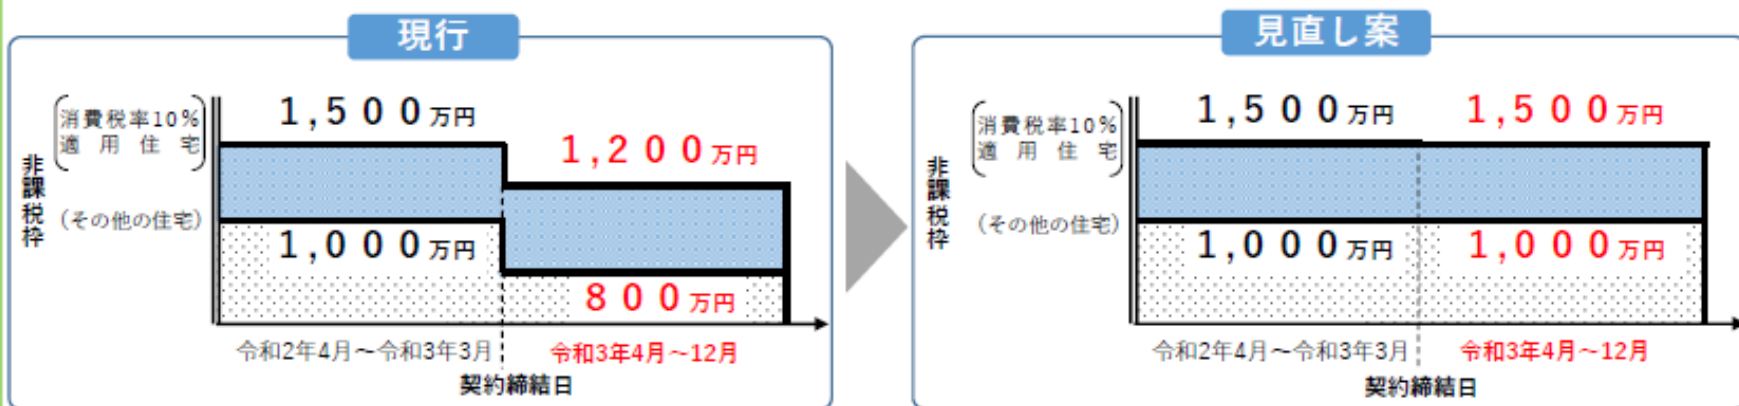 現行
消費税率10%
適用住宅
1,500万円
1,200万円
非課税枠
(その他の住宅)
1,000万円
800万円
令和2年4月~令和3年3月
令和3年4月~12月
契約締結日
見直し案
消費税率10%
適用住宅
1,500万円
1,500万円
非課税枠
(その他の住宅)
1,000万円
1,000万円
令和2年4月~令和3年3月
令和3年4月~12月
契約締結日